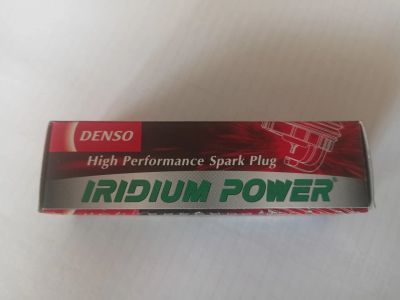 DENSO
High Performance Spark Plug
IRIDIUM POWER®